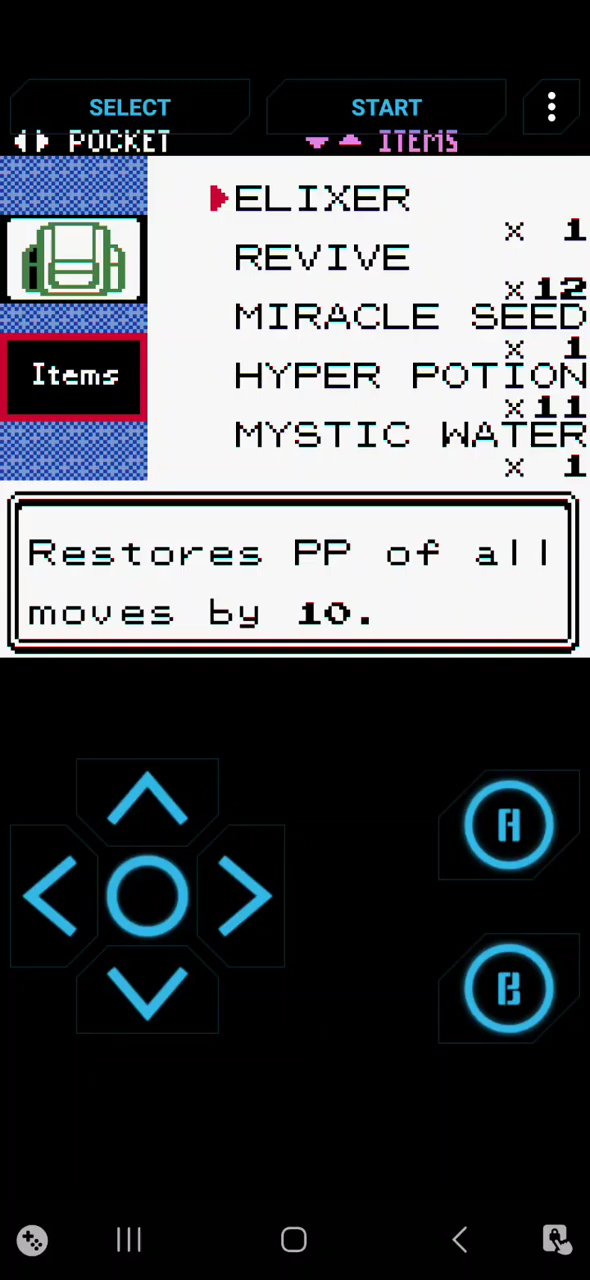 SELECT
START
POCKET
ITEMS
ELIXER
× 1
REVIVE
×12
MIRACLE SEED
× 1
Items
HYPER POTION
×11
MYSTIC WATER
× 1
Restores PP of all
moves by 10.
A
B